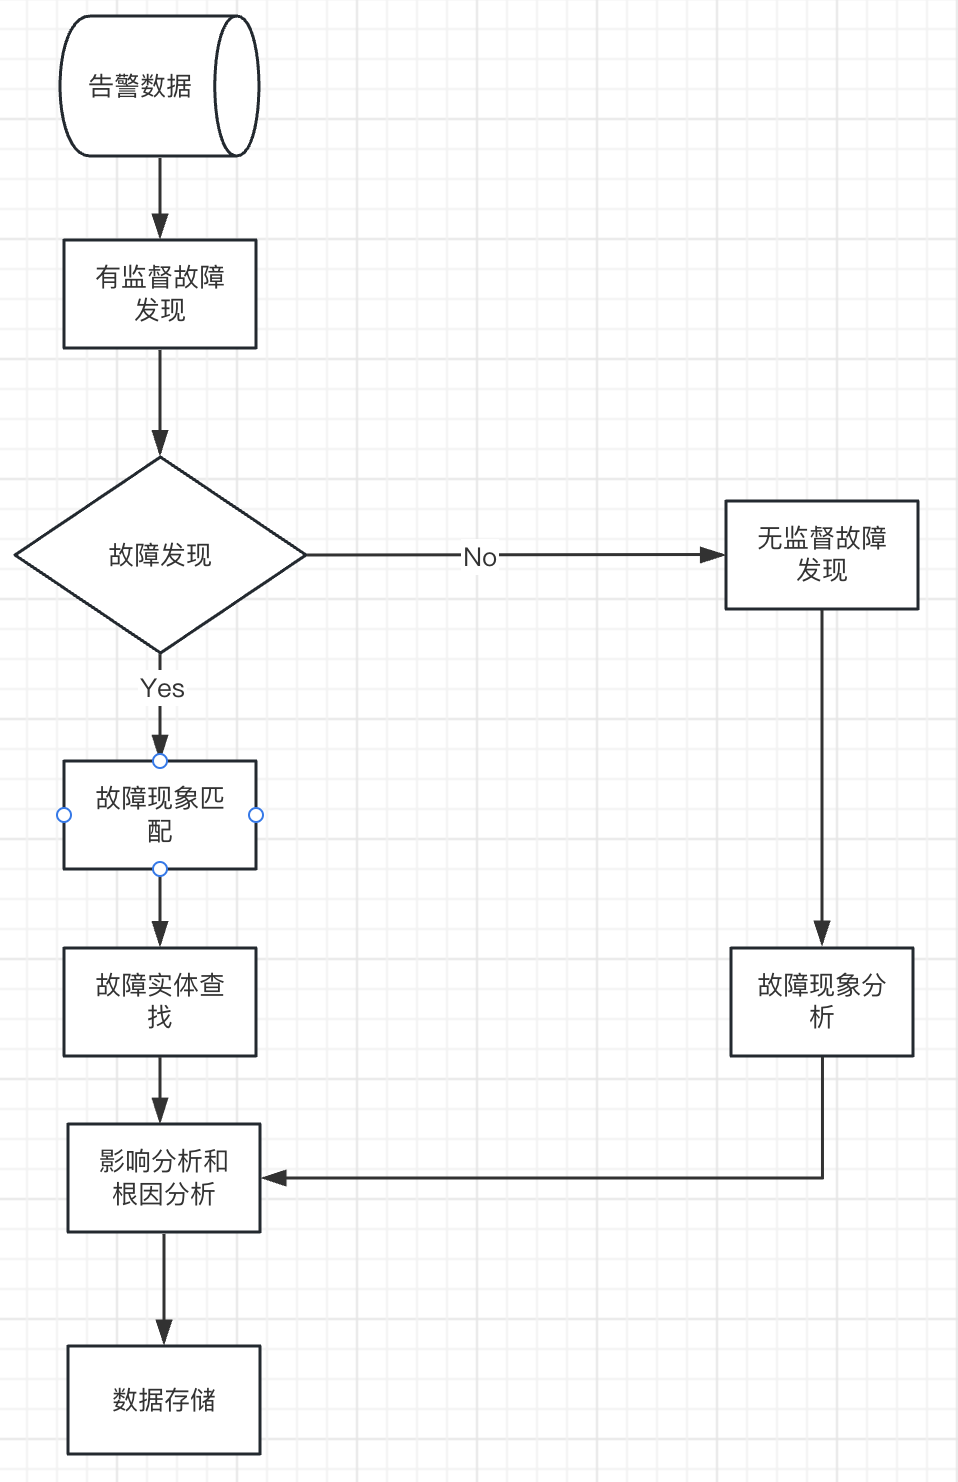 告警数据
有监督故障
发现
故障发现
No
无监督故障
发现
Yes
故障现象匹
配
故障实体查
找
故障现象分
析
影响分析和
根因分析
数据存储